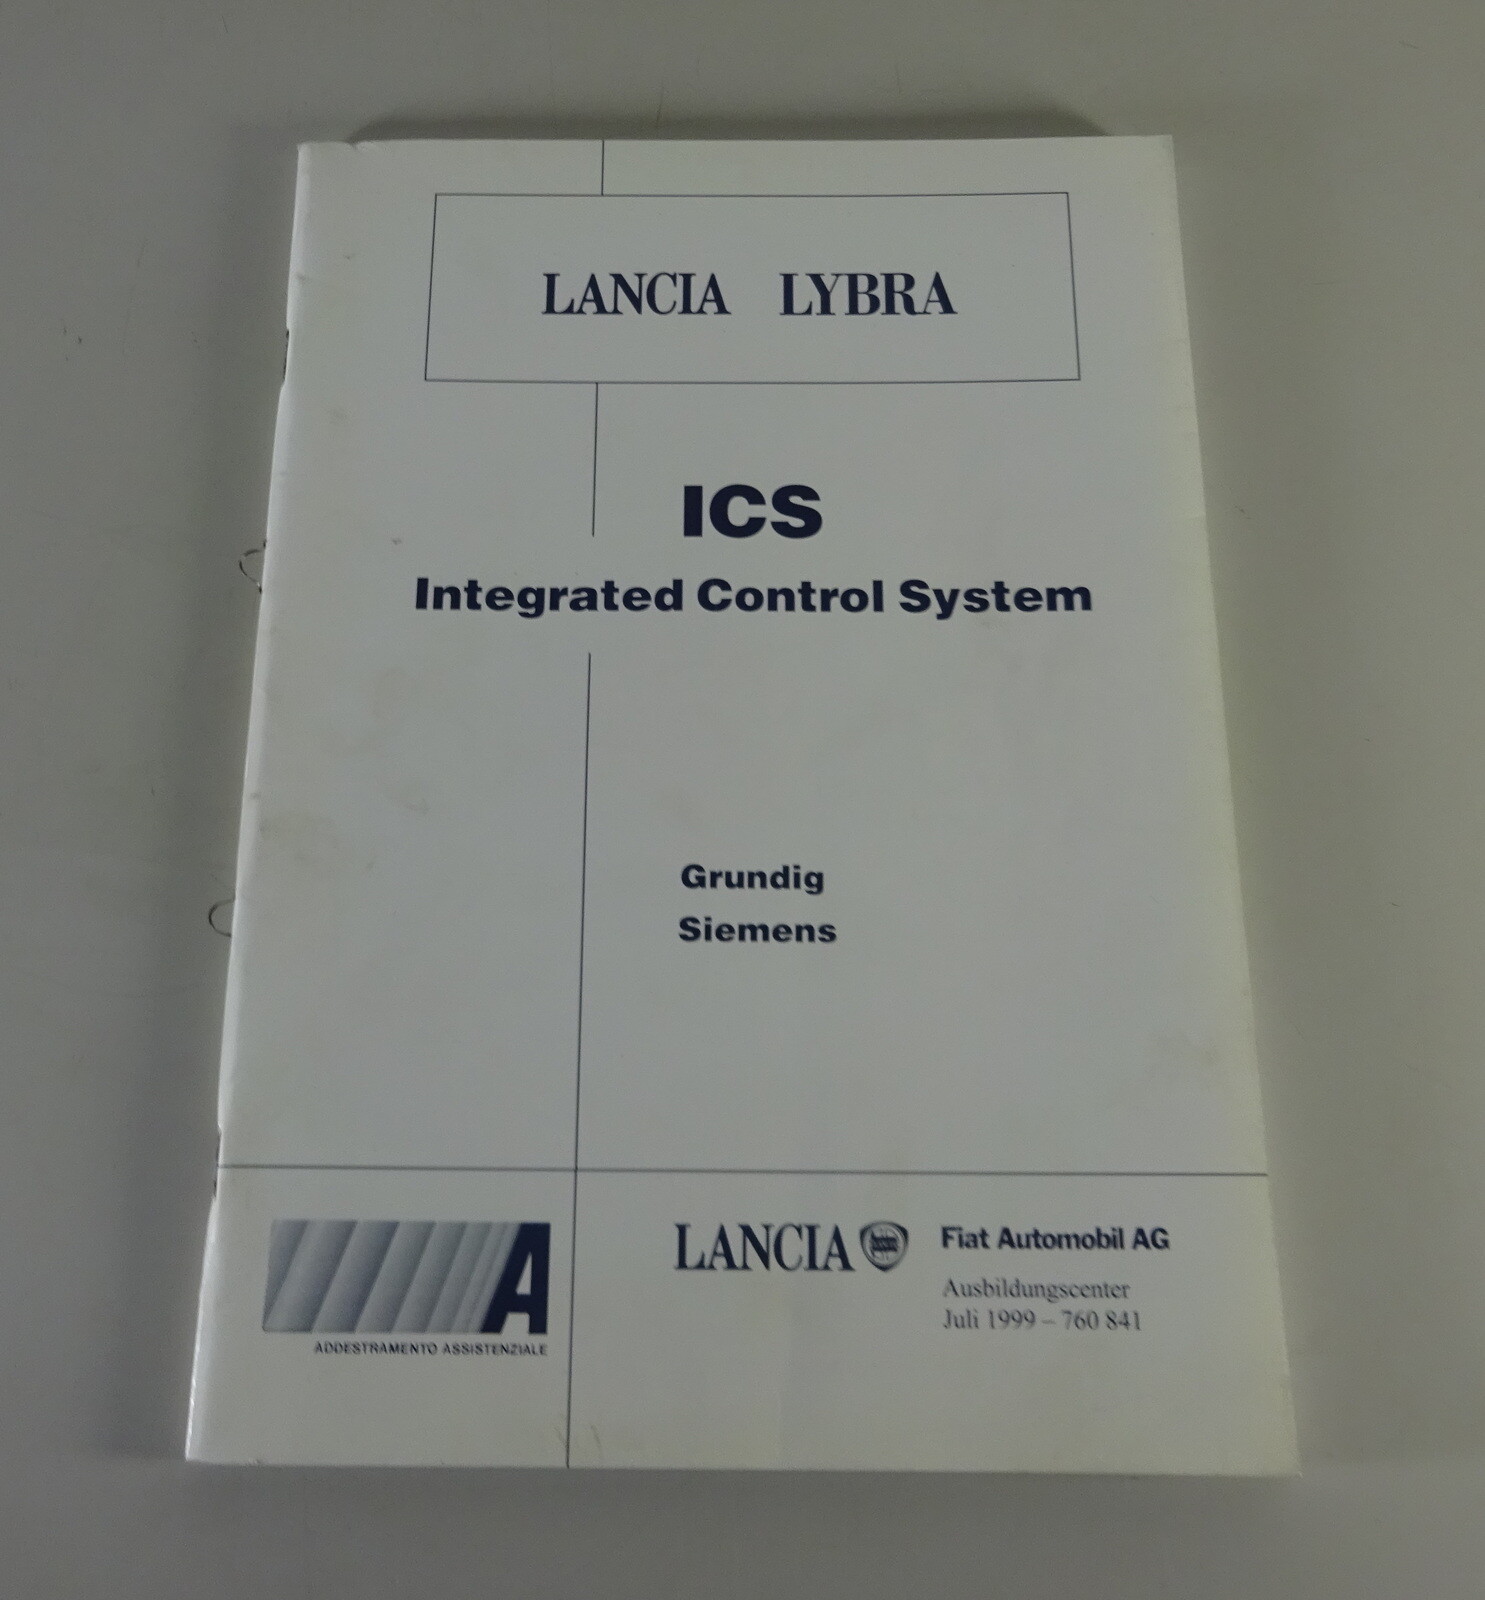 LANCIA LYBRA
ICS
Integrated Control System
Grundig
Siemens
A
ADDESTRAMENTO ASSISTENZIALE
LANCIA
Fiat Automobil AG
Ausbildungscenter
Juli 1999 – 760 841